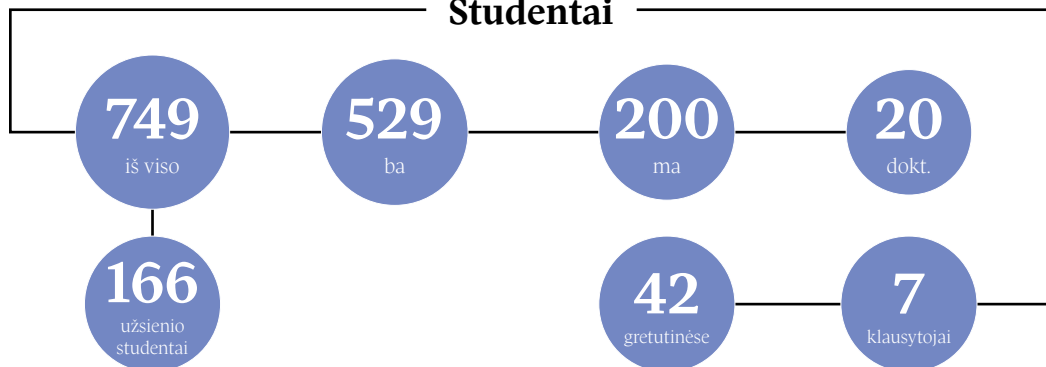 Studentai
749
iš viso
529
ba
200
ma
20
dokt.
166
užsienio
studentai
42
gretutinėse
7
klausytojai